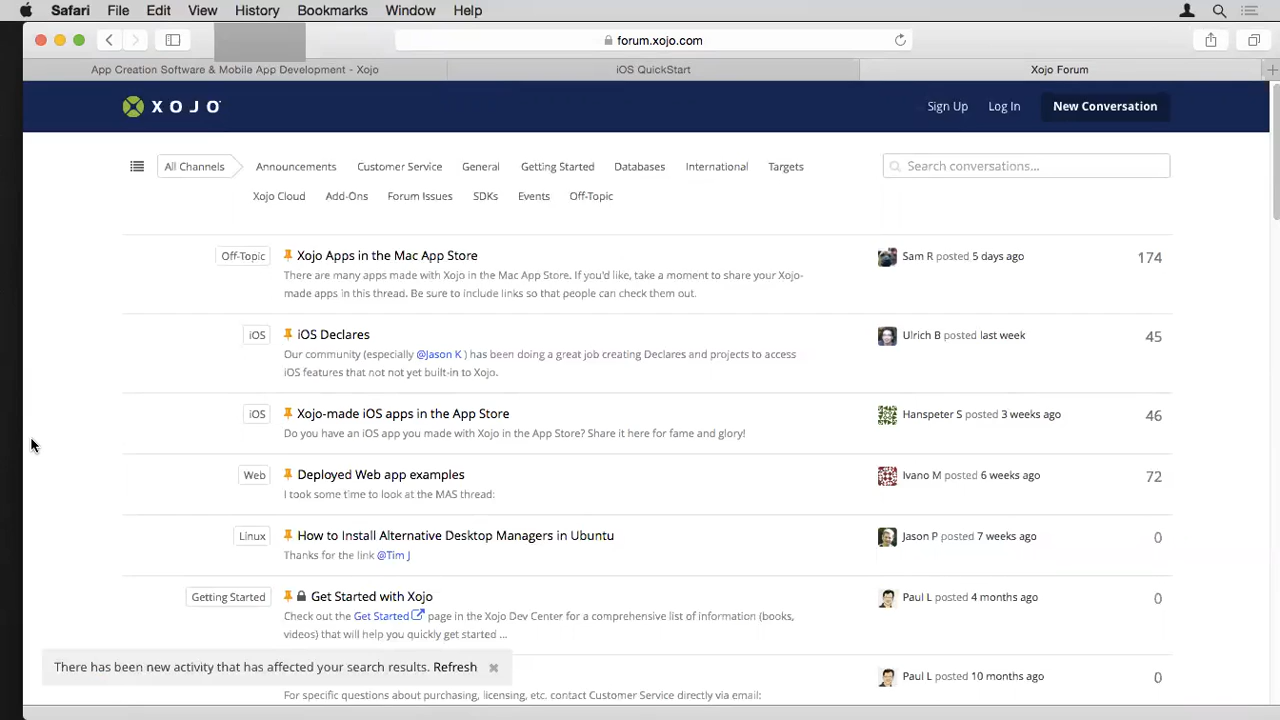 Safari File Edit View History Bookmarks Window Help
forum.xojo.com
App Creation Software & Mobile App Development - Xojo iOS QuickStart Xojo Forum
XOJO Sign Up Log In New Conversation
All Channels Announcements Customer Service General Getting Started Databases International Targets Search conversations...
Xojo Cloud Add-Ons Forum Issues SDKs Events Off-Topic
Off-Topic Xojo Apps in the Mac App Store Sam R posted 5 days ago 174
There are many apps made with Xojo in the Mac App Store. If you'd like, take a moment to share your Xojo-
made apps in this thread. Be sure to include links so that people can check them out.
iOS iOS Declares Ulrich B posted last week 45
Our community (especially @Jason K ) has been doing a great job creating Declares and projects to access
iOS features that not yet built-in to Xojo.
iOS Xojo-made iOS apps in the App Store Hanspeter S posted 3 weeks ago 46
Do you have an iOS app you made with Xojo in the App Store? Share it here for fame and glory!
Web Deployed Web app examples Ivano M posted 6 weeks ago 72
I took some time to look at the MAS thread:
Linux How to Install Alternative Desktop Managers in Ubuntu Jason P posted 7 weeks ago 0
Thanks for the link @Tim J
Getting Started Get Started with Xojo Paul L posted 4 months ago 0
Check out the Get Started page in the Xojo Dev Center for a comprehensive list of information (books,
videos) that will help you quickly get started ...
There has been new activity that has affected your search results. Refresh Paul L posted 10 months ago 0
For specific questions about purchasing, licensing, etc. contact Customer Service directly via email: